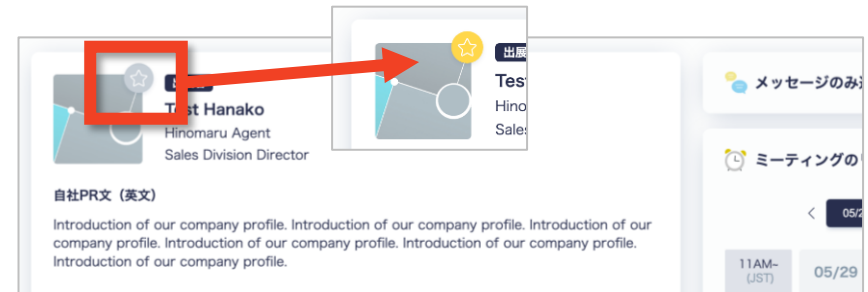 出展
Test Hanako
Hinomaru Agent
Sales Division Director
自社PR文（英文）
Introduction of our company profile. Introduction of our company profile. Introduction of our
company profile. Introduction of our company profile. Introduction of our company profile.
Introduction of our company profile.
出展
Tes
Hino
Sales
メッセージのみ
ミーティングの
< 05/2
11AM~
(JST)
05/29